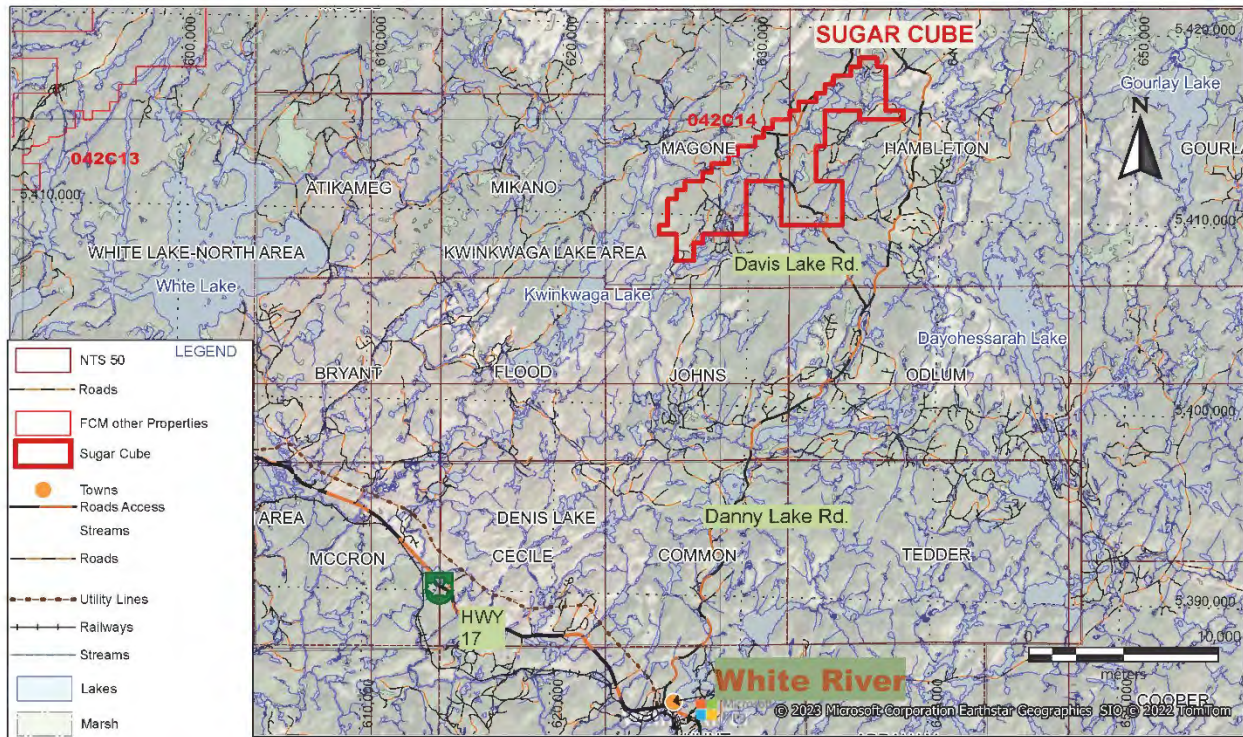 600,000
610,000
620,000
630,000
650,000
5,420,000
SUGAR CUBE
Gourlay Lake
N
042C14
042C13
MAGONE
HAMBLETON
ATIKAMEG
MIKANO
5,410,000
5,410,000
WHITE LAKE-NORTH AREA
KWINKWAGA LAKE AREA
Davis Lake Rd.
White Lake
Kwinkwaga Lake
Dayohessarah Lake
LEGEND
NTS 50
Roads
FCM other Properties
Sugar Cube
Towns
Roads Access
Streams
Roads
Utility Lines
Railways
Streams
Lakes
Marsh
BRYANT
FLOOD
JOHNS
ODLUM
5,400,000
AREA
DENIS LAKE
Danny Lake Rd.
MCCRON
CECILE
COMMON
TEDDER
HWY
17
5,390,000
0
10,000
meters
White River
610,000
620,000
COOPER
© 2023 Microsoft Corporation Earthstar Geographics SIO, © 2022 TomTom